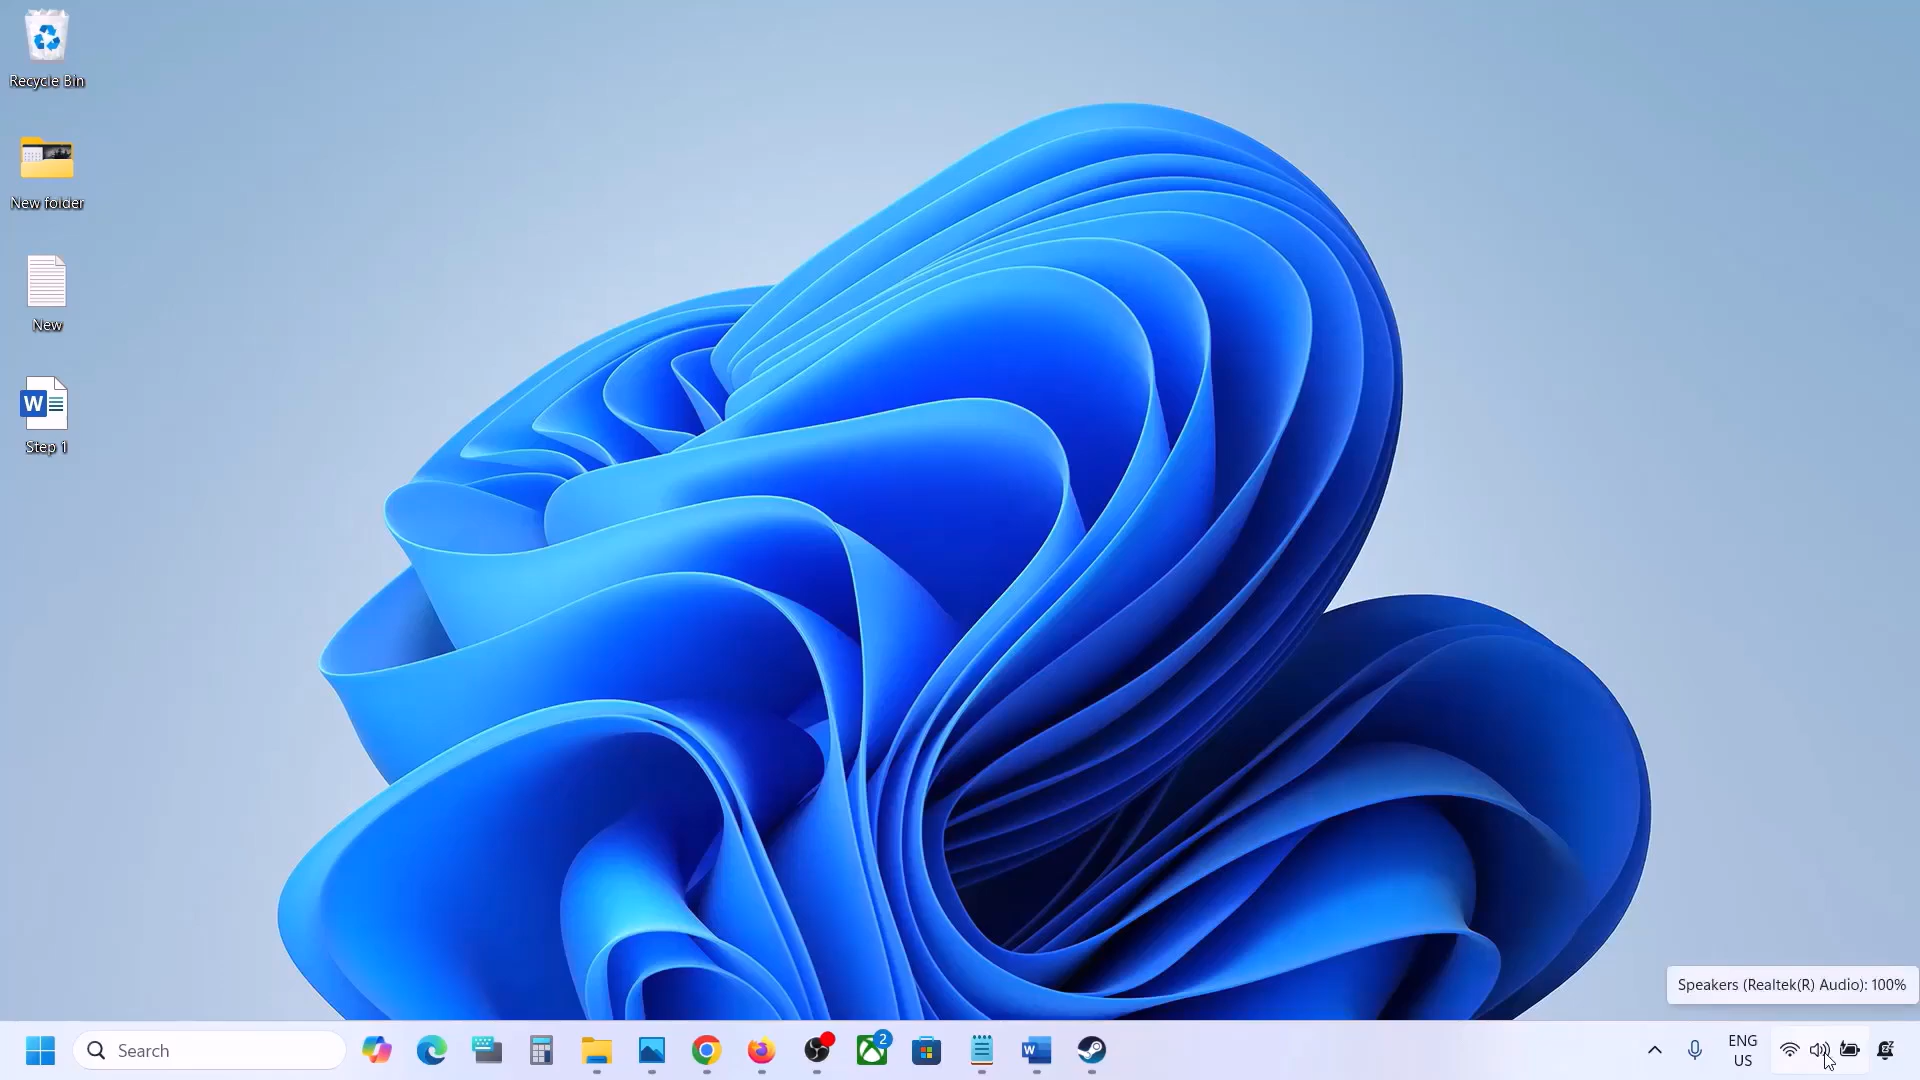 Recycle Bin
New folder
New
W
Step 1
Speakers (Realtek(R) Audio): 100%
Search
2
W
ENG
US